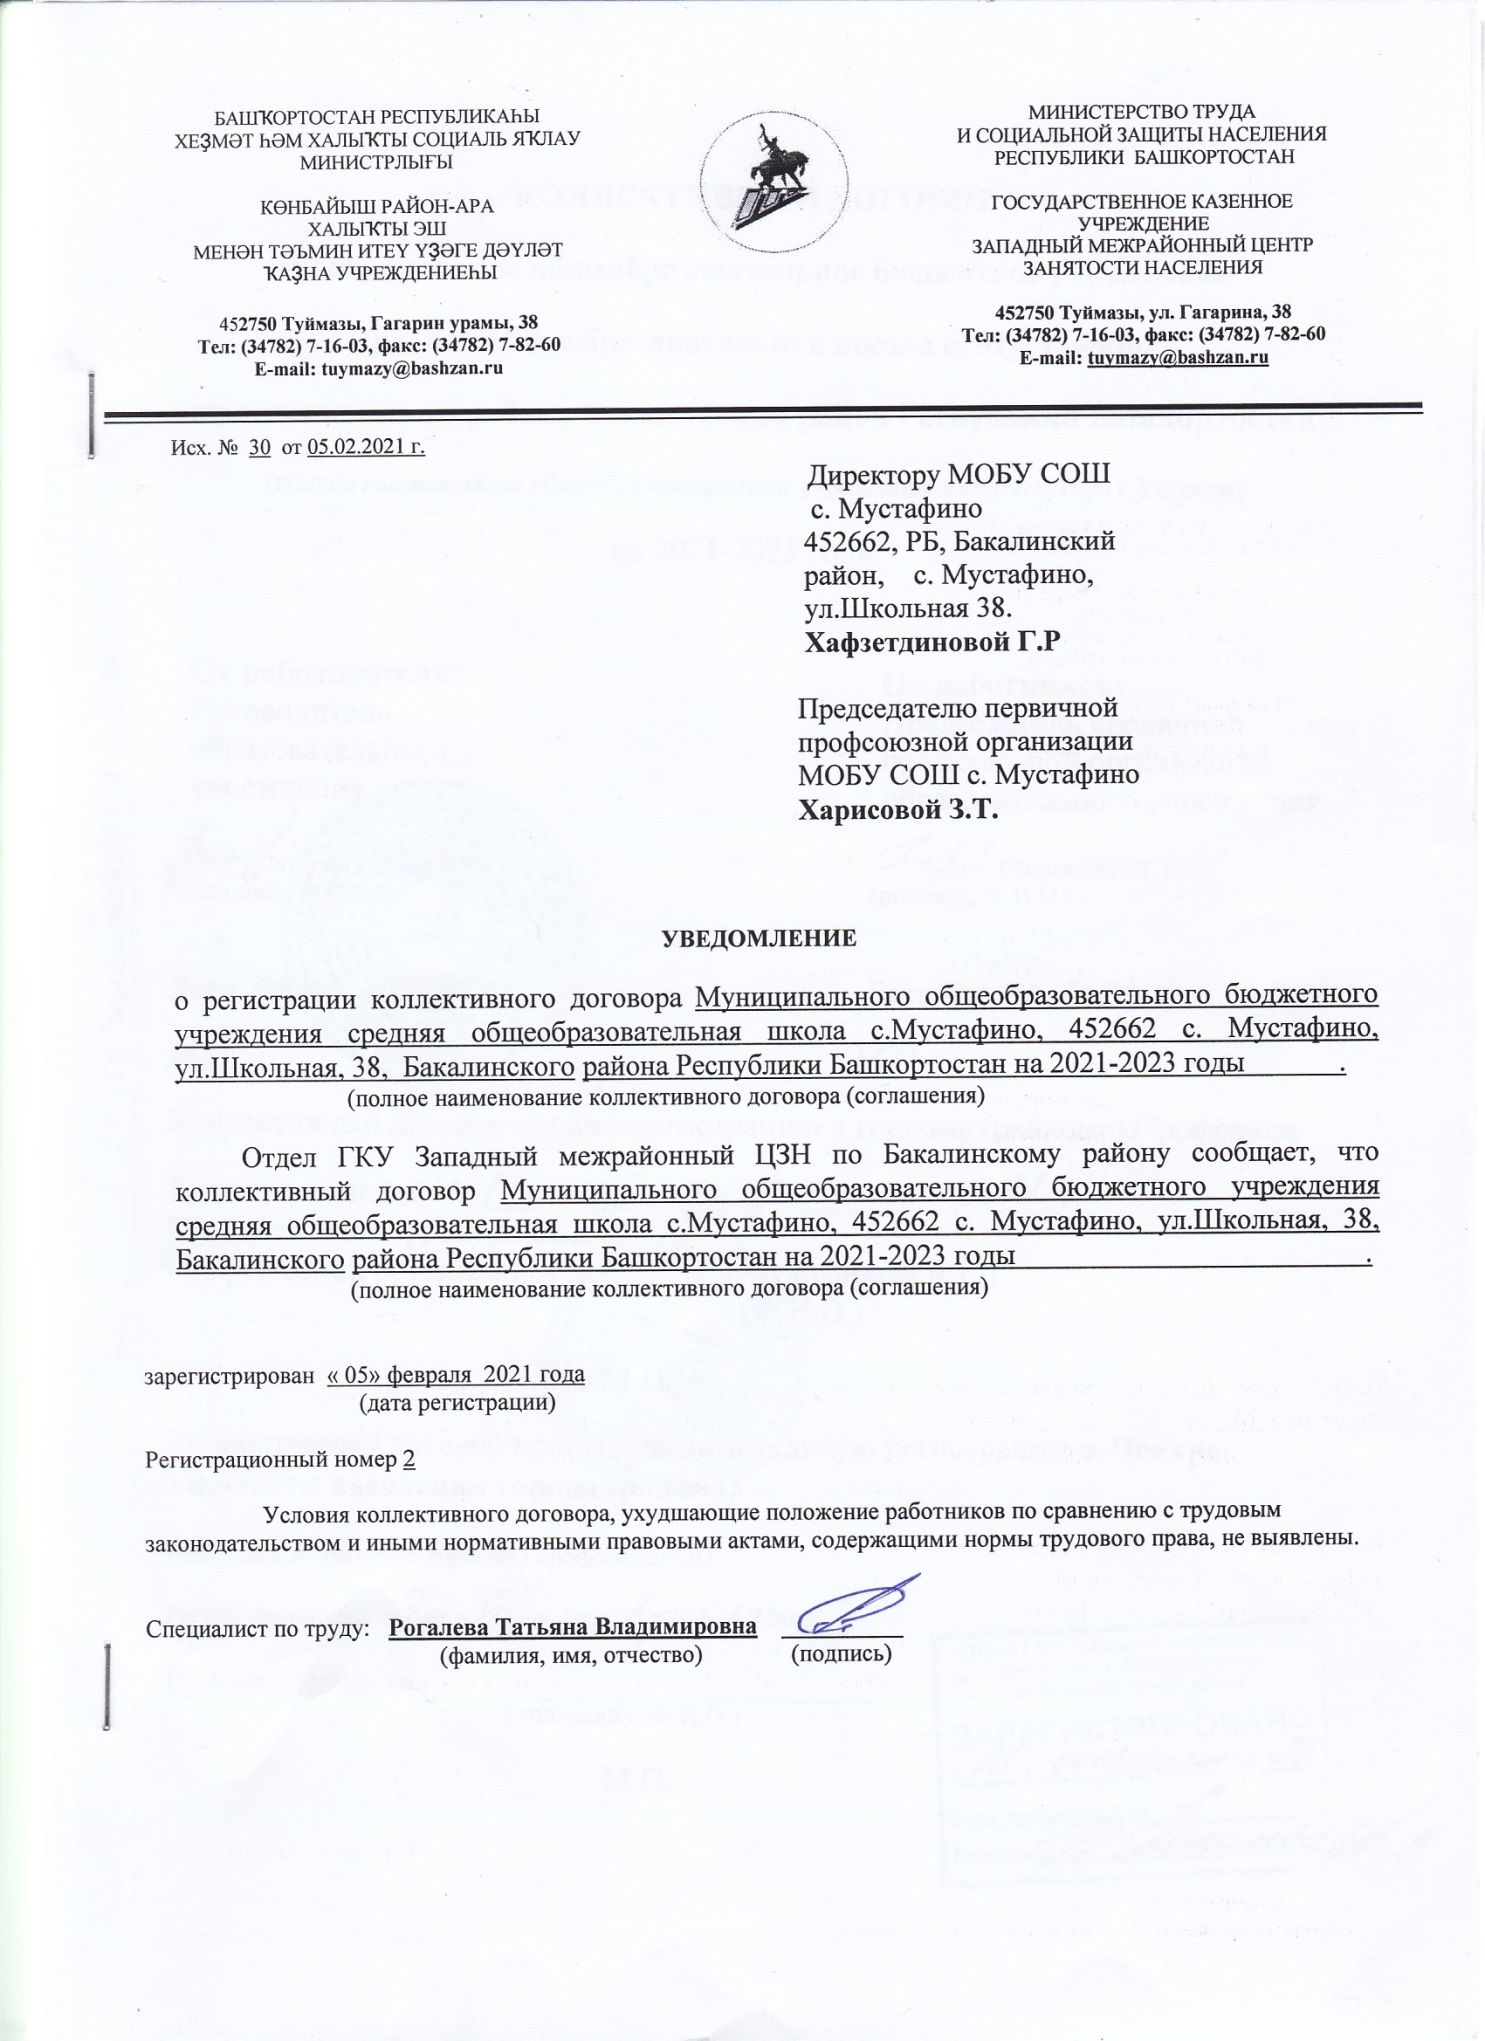 БАШҠОРТОСТАН РЕСПУБЛИКАҺЫ
ХЕҘМӘТ ҺӘМ ХАЛЫҠТЫ СОЦИАЛЬ ЯҠЛАУ
МИНИСТРЛЫҒЫ
КӨНБАЙЫШ РАЙОН-АРА
ХАЛЫҠТЫ ЭШ
МЕНӘН ТӘЪМИН ИТЕҮ ҮҘӘГЕ ДӘҮЛӘТ
ҠАҘНА УЧРЕЖДЕНИЕҺЫ
452750 Туймазы, Гагарин урамы, 38
Тел: (34782) 7-16-03, факс: (34782) 7-82-60
E-mail: tuymazy@bashzan.ru
МИНИСТЕРСТВО ТРУДА
И СОЦИАЛЬНОЙ ЗАЩИТЫ НАСЕЛЕНИЯ
РЕСПУБЛИКИ БАШКОРТОСТАН
ГОСУДАРСТВЕННОЕ КАЗЕННОЕ
УЧРЕЖДЕНИЕ
ЗАПАДНЫЙ МЕЖРАЙОННЫЙ ЦЕНТР
ЗАНЯТОСТИ НАСЕЛЕНИЯ
452750 Туймазы, ул. Гагарина, 38
Тел: (34782) 7-16-03, факс: (34782) 7-82-60
E-mail: tuymazy@bashzan.ru
Исх. № 30 от 05.02.2021 г.
Директору МОБУ СОШ
с. Мустафино
452662, РБ, Бакалинский
район, с. Мустафино,
ул.Школьная 38.
Хафзетдиновой Г.Р
Председателю первичной
профсоюзной организации
МОБУ СОШ с. Мустафино
Харисовой З.Т.
УВЕДОМЛЕНИЕ
о регистрации коллективного договора Муниципального общеобразовательного бюджетного
учреждения средняя общеобразовательная школа с.Мустафино, 452662 с. Мустафино,
ул.Школьная, 38, Бакалинского района Республики Башкортостан на 2021-2023 годы .
(полное наименование коллективного договора (соглашения)
Отдел ГКУ Западный межрайонный ЦЗН по Бакалинскому району сообщает, что
коллективный договор Муниципального общеобразовательного бюджетного учреждения
средняя общеобразовательная школа с.Мустафино, 452662 с. Мустафино, ул.Школьная, 38,
Бакалинского района Республики Башкортостан на 2021-2023 годы .
(полное наименование коллективного договора (соглашения)
зарегистрирован « 05» февраля 2021 года
(дата регистрации)
Регистрационный номер 2
Условия коллективного договора, ухудшающие положение работников по сравнению с трудовым
законодательством и иными нормативными правовыми актами, содержащими нормы трудового права, не выявлены.
Специалист по труду: Рогалева Татьяна Владимировна
(фамилия, имя, отчество) (подпись)